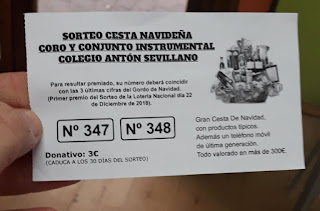 SORTEO CESTA NAVIDEÑA
CORO Y CONJUNTO INSTRUMENTAL
COLEGIO ANTÓN SEVILLANO
Para resultar premiado, su número deberá coincidir
con las 3 últimas cifras del Gordo de Navidad.
(Primer premio del Sorteo de la Lotería Nacional día 22
de Diciembre de 2018).
Nº 347
Nº 348
Donativo: 3€
(CADUCA A LOS 30 DÍAS DEL SORTEO)
Gran Cesta De Navidad,
con productos típicos.
Además un teléfono móvil
de última generación.
Todo valorado en más de 300€.